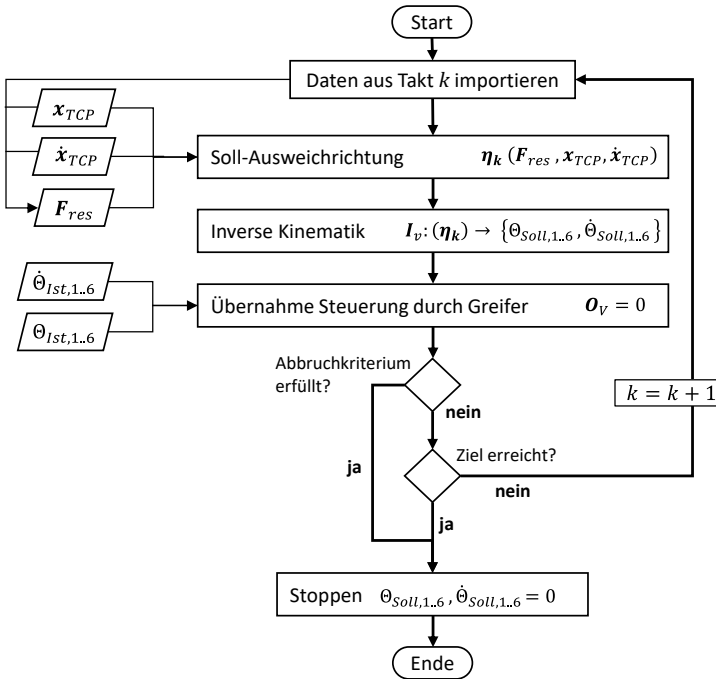 Start
Daten aus Takt k importieren
x_TCP
ẋ_TCP
F_res
Soll-Ausweichrichtung η_k (F_res , x_TCP, ẋ_TCP)
Inverse Kinematik I_v: (η_k) → {Θ_Soll,1..6 , Θ̇_Soll,1..6}
Θ̇_Ist,1..6
Θ_Ist,1..6
Übernahme Steuerung durch Greifer O_V = 0
Abbruchkriterium
erfüllt?
nein
k = k + 1
Ziel erreicht?
ja
nein
ja
Stoppen Θ_Soll,1..6 , Θ̇_Soll,1..6 = 0
Ende